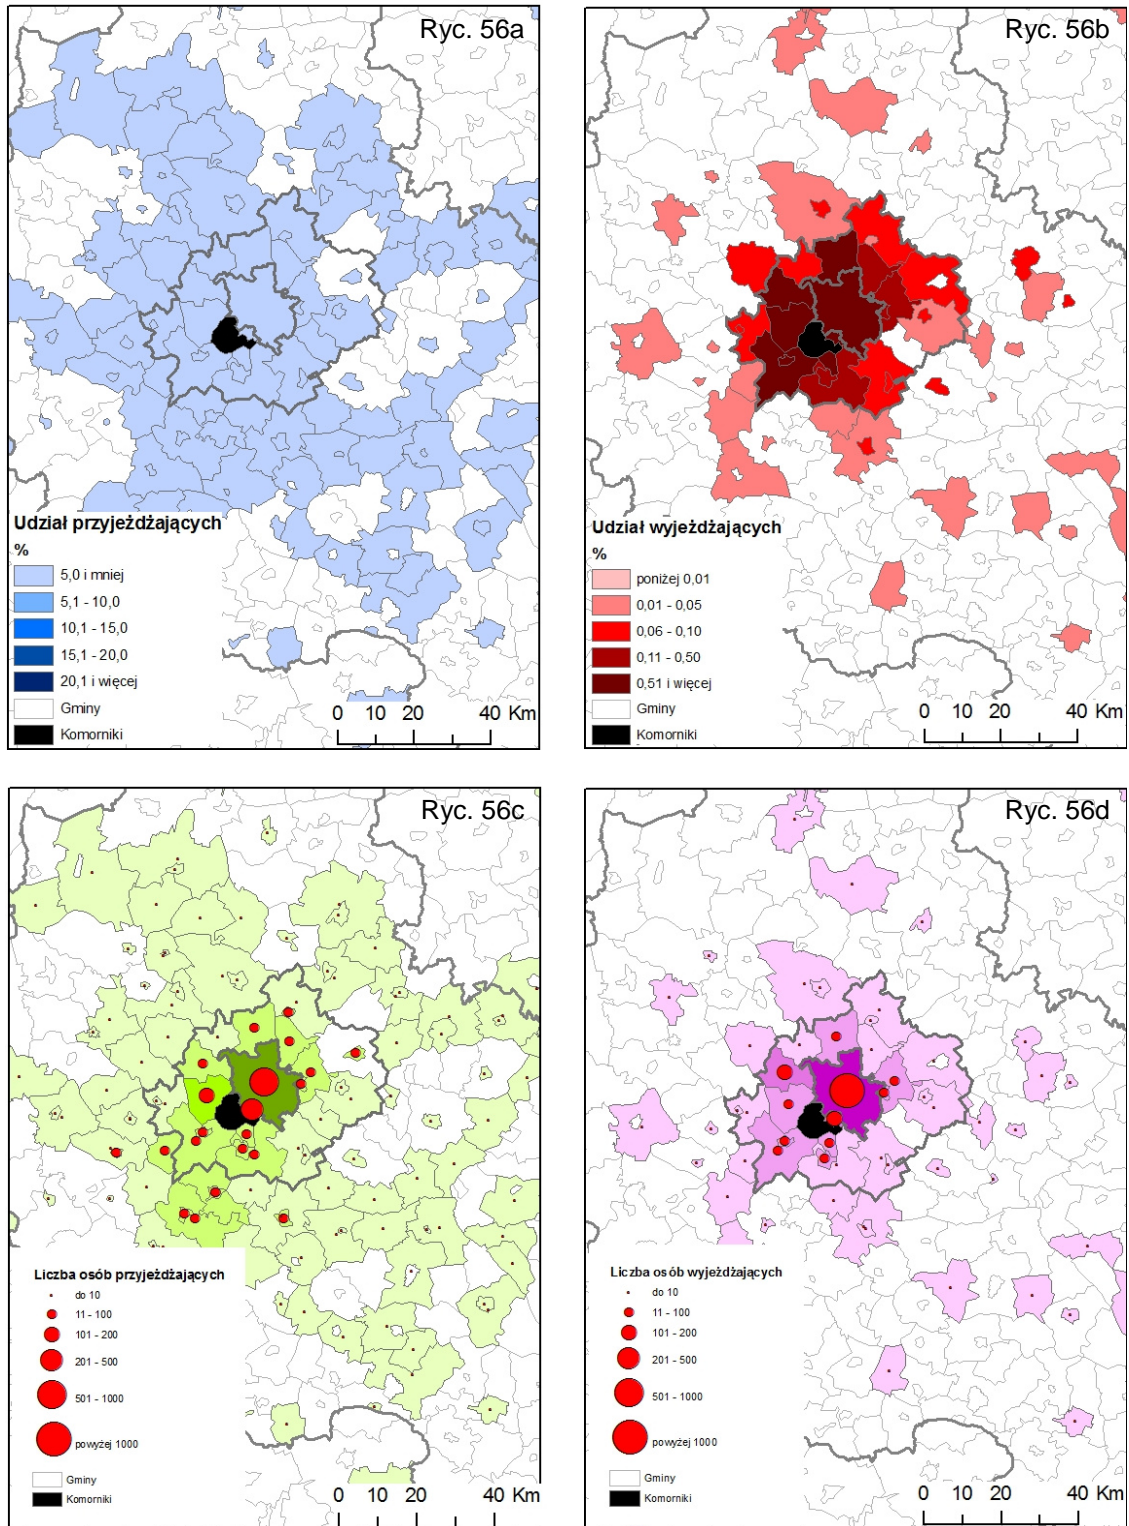 Ryc. 56a
Udział przyjeżdżających
%
5,0 i mniej
5,1 - 10,0
10,1 - 15,0
15,1 - 20,0
20,1 i więcej
Gminy
Komorniki
0 10 20 40 Km
Ryc. 56b
Udział wyjeżdżających
%
poniżej 0,01
0,01 - 0,05
0,06 - 0,10
0,11 - 0,50
0,51 i więcej
Gminy
Komorniki
0 10 20 40 Km
Ryc. 56c
Liczba osób przyjeżdżających
do 10
11 - 100
101 - 200
201 - 500
501 - 1000
powyżej 1000
Gminy
Komorniki
0 10 20 40 Km
Ryc. 56d
Liczba osób wyjeżdżających
do 10
11 - 100
101 - 200
201 - 500
501 - 1000
powyżej 1000
Gminy
Komorniki
0 10 20 40 Km